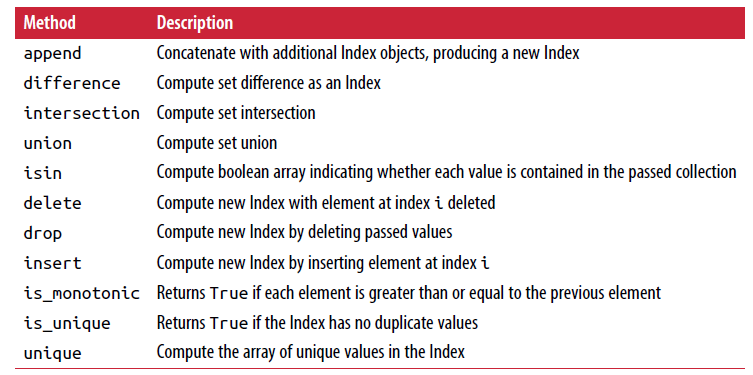 Method Description
append Concatenate with additional Index objects, producing a new Index
difference Compute set difference as an Index
intersection Compute set intersection
union Compute set union
isin Compute boolean array indicating whether each value is contained in the passed collection
delete Compute new Index with element at index i deleted
drop Compute new Index by deleting passed values
insert Compute new Index by inserting element at index i
is_monotonic Returns True if each element is greater than or equal to the previous element
is_unique Returns True if the Index has no duplicate values
unique Compute the array of unique values in the Index